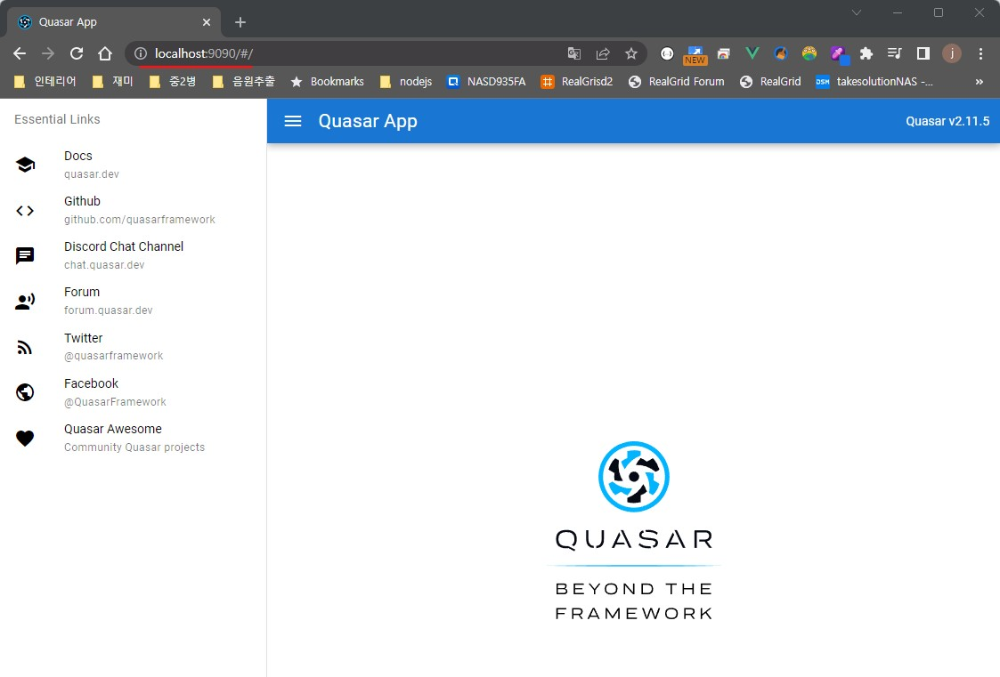 Quasar App
localhost:9090/#/
NEW
j
인테리어 재미 중2병 음원추출 Bookmarks nodejs NASD935FA RealGrisd2 RealGrid Forum RealGrid DSM takesolutionNAS -... »
Essential Links
Quasar App
Quasar v2.11.5
Docs
quasar.dev
Github
github.com/quasarframework
Discord Chat Channel
chat.quasar.dev
Forum
forum.quasar.dev
Twitter
@quasarframework
Facebook
@QuasarFramework
Quasar Awesome
Community Quasar projects
QUASAR
BEYOND THE
FRAMEWORK